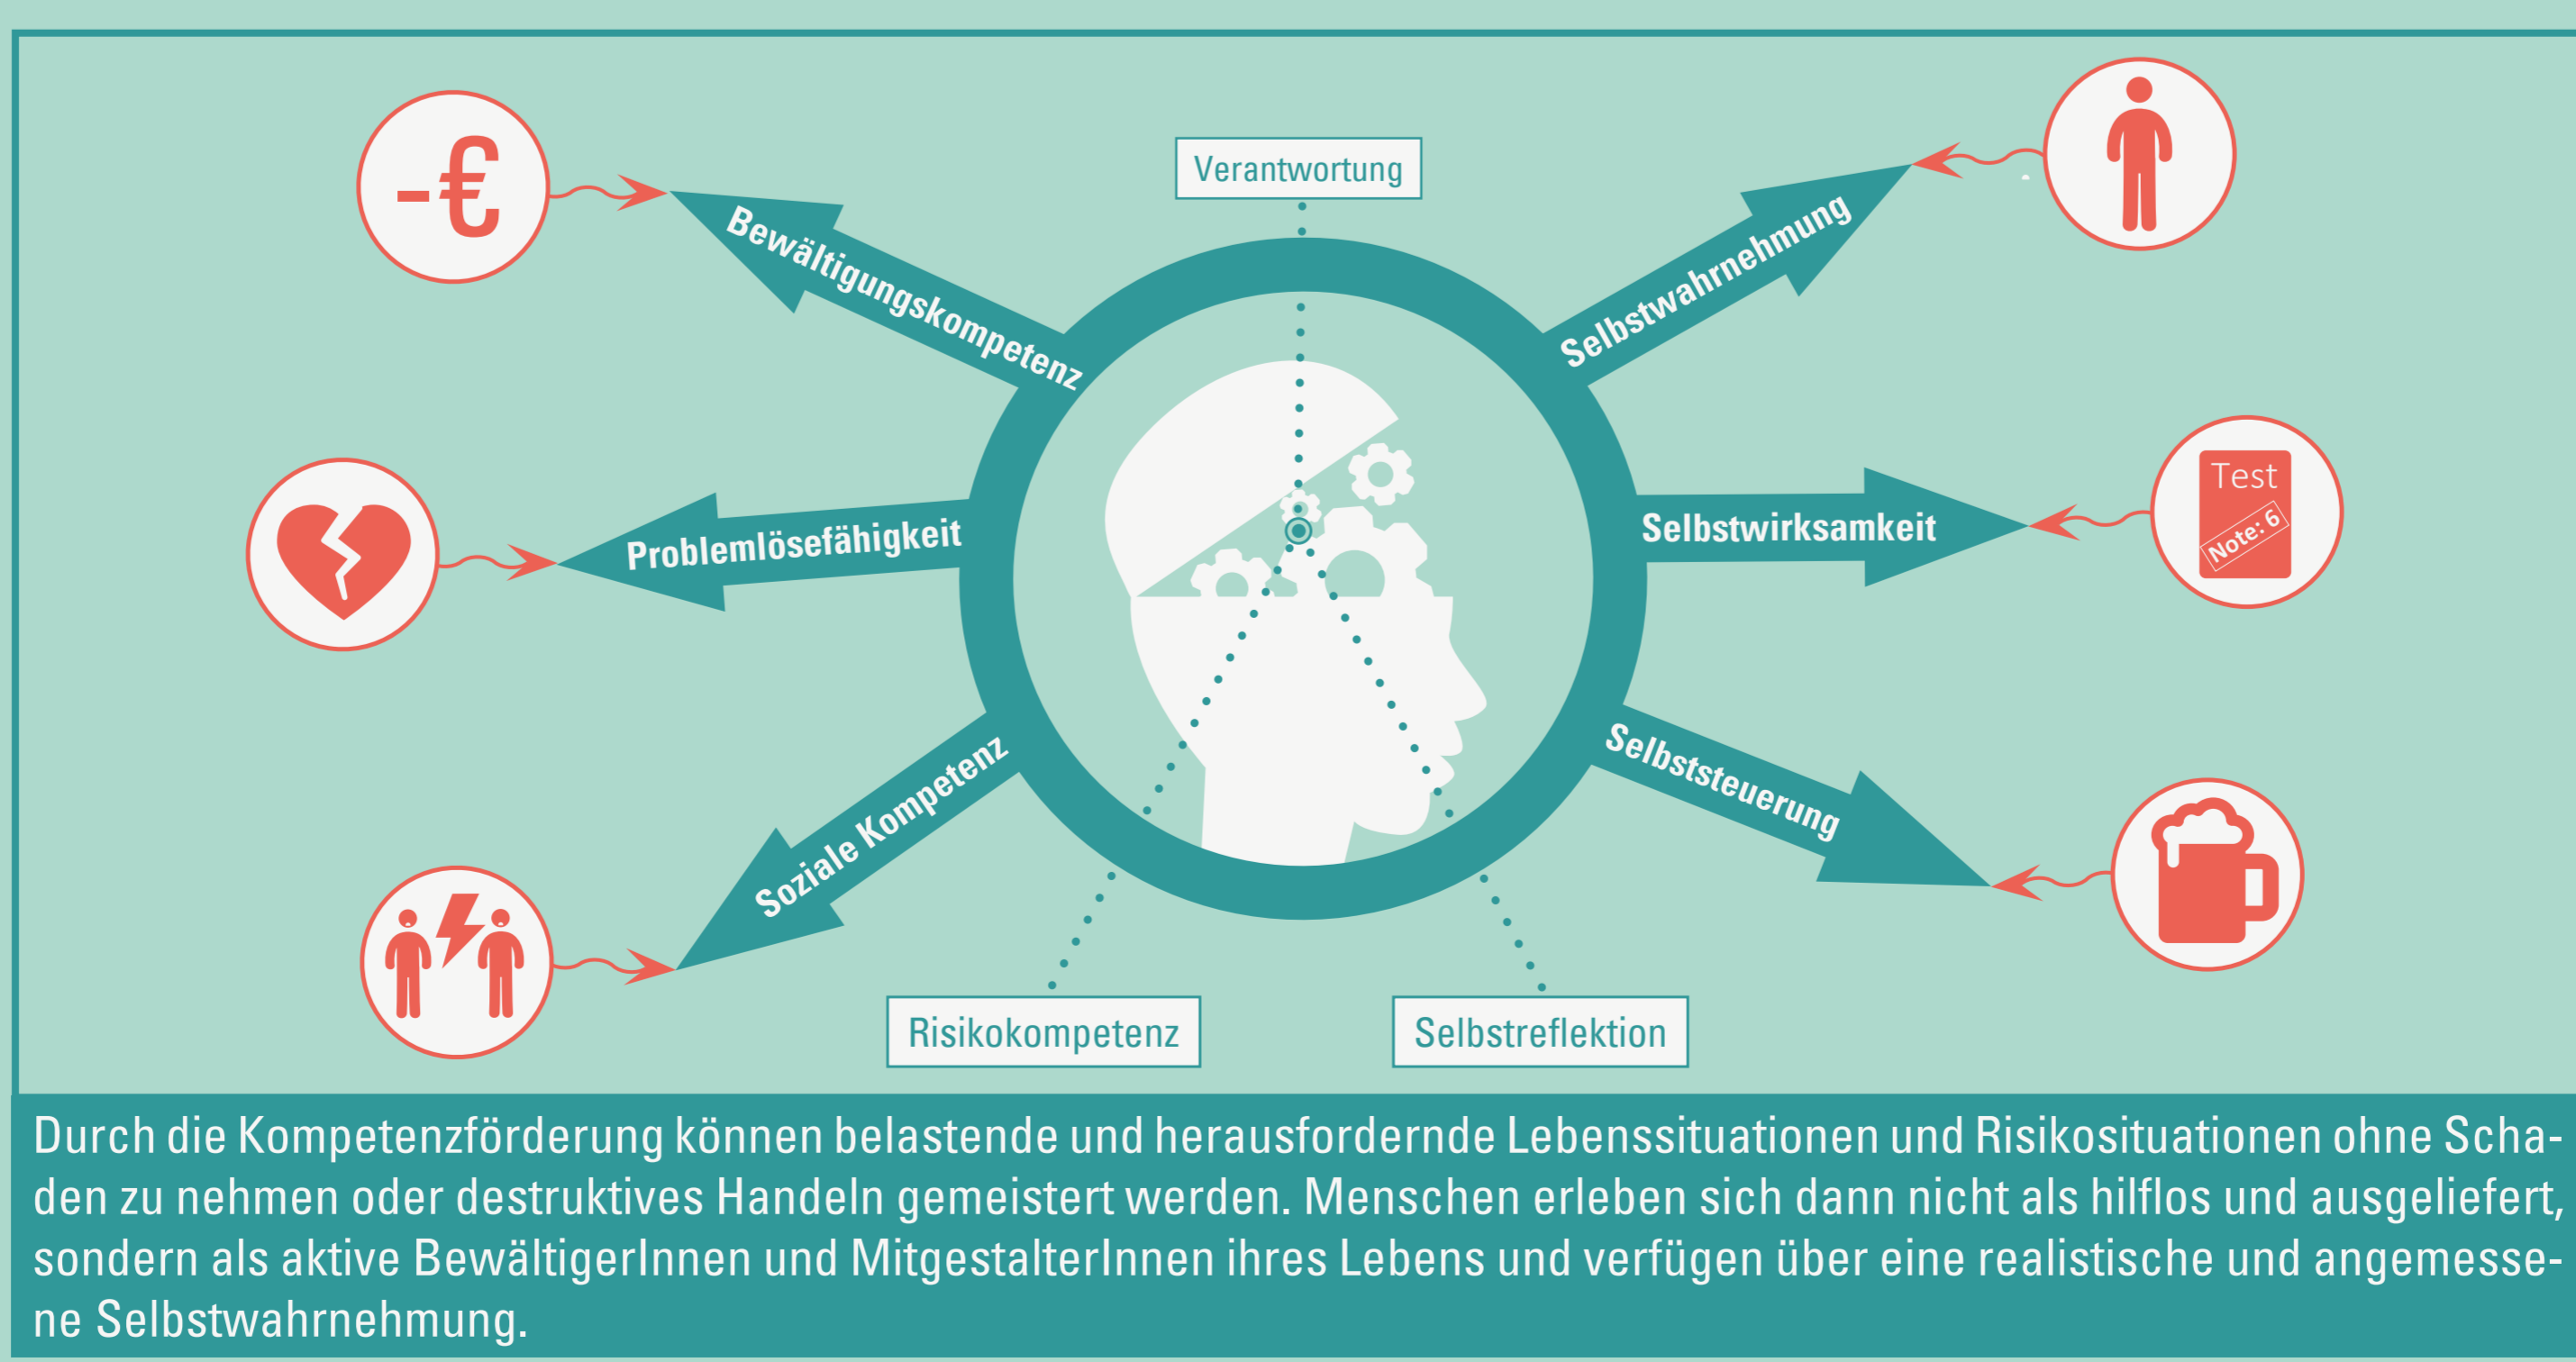 -€
Verantwortung
Bewältigungskompetenz
Selbstwahrnehmung
Problemlösefähigkeit
Selbstwirksamkeit
Test
Note: 6
Soziale Kompetenz
Selbststeuerung
Risikokompetenz
Selbstreflektion
Durch die Kompetenzförderung können belastende und herausfordernde Lebenssituationen und Risikosituationen ohne Scha-
den zu nehmen oder destruktives Handeln gemeistert werden. Menschen erleben sich dann nicht als hilflos und ausgeliefert,
sondern als aktive BewältigerInnen und MitgestalterInnen ihres Lebens und verfügen über eine realistische und angemesse-
ne Selbstwahrnehmung.